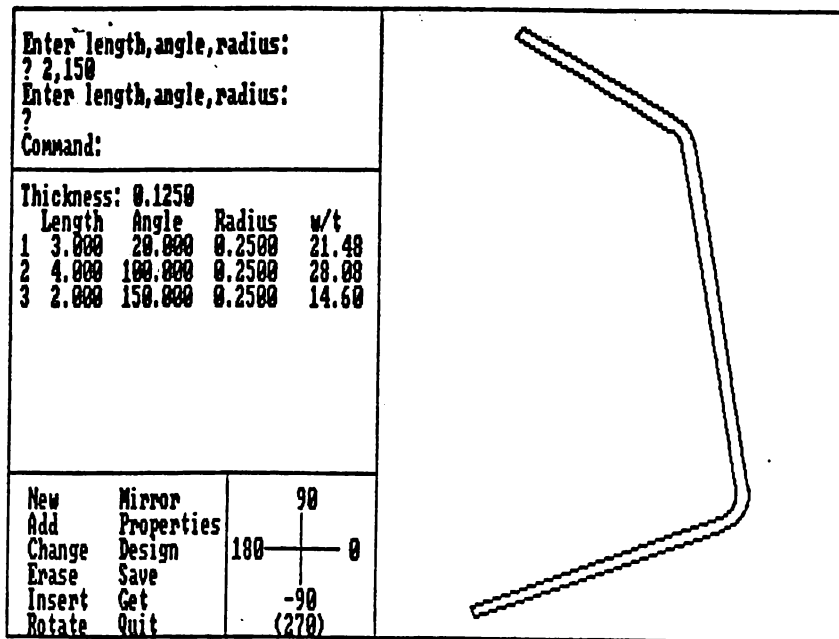 Enter length,angle,radius:
? 2,150
Enter length,angle,radius:
?
Command:
Thickness: 0.1250
Length Angle Radius w/t
1 3.000 20.000 0.2500 21.48
2 4.000 100.000 0.2500 28.08
3 2.000 150.000 0.2500 14.60
New Mirror
Add Properties
Change Design
Erase Save
Insert Get
Rotate Quit
90
180 0
-90
(270)